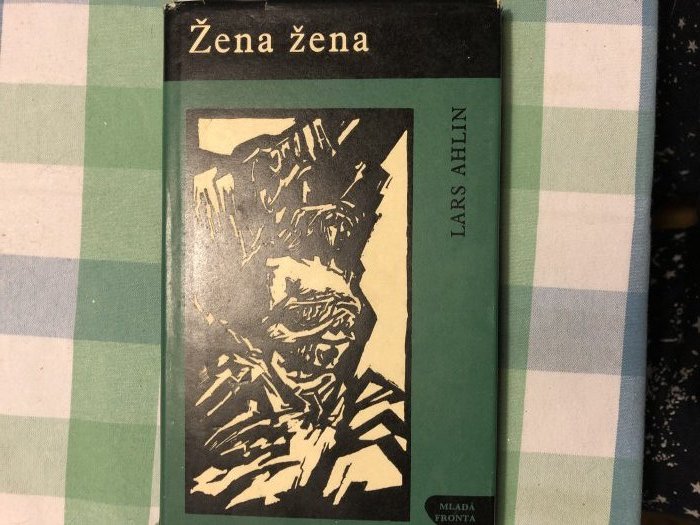 Žena žena
LARS AHLIN
MLADÁ
FRONTA